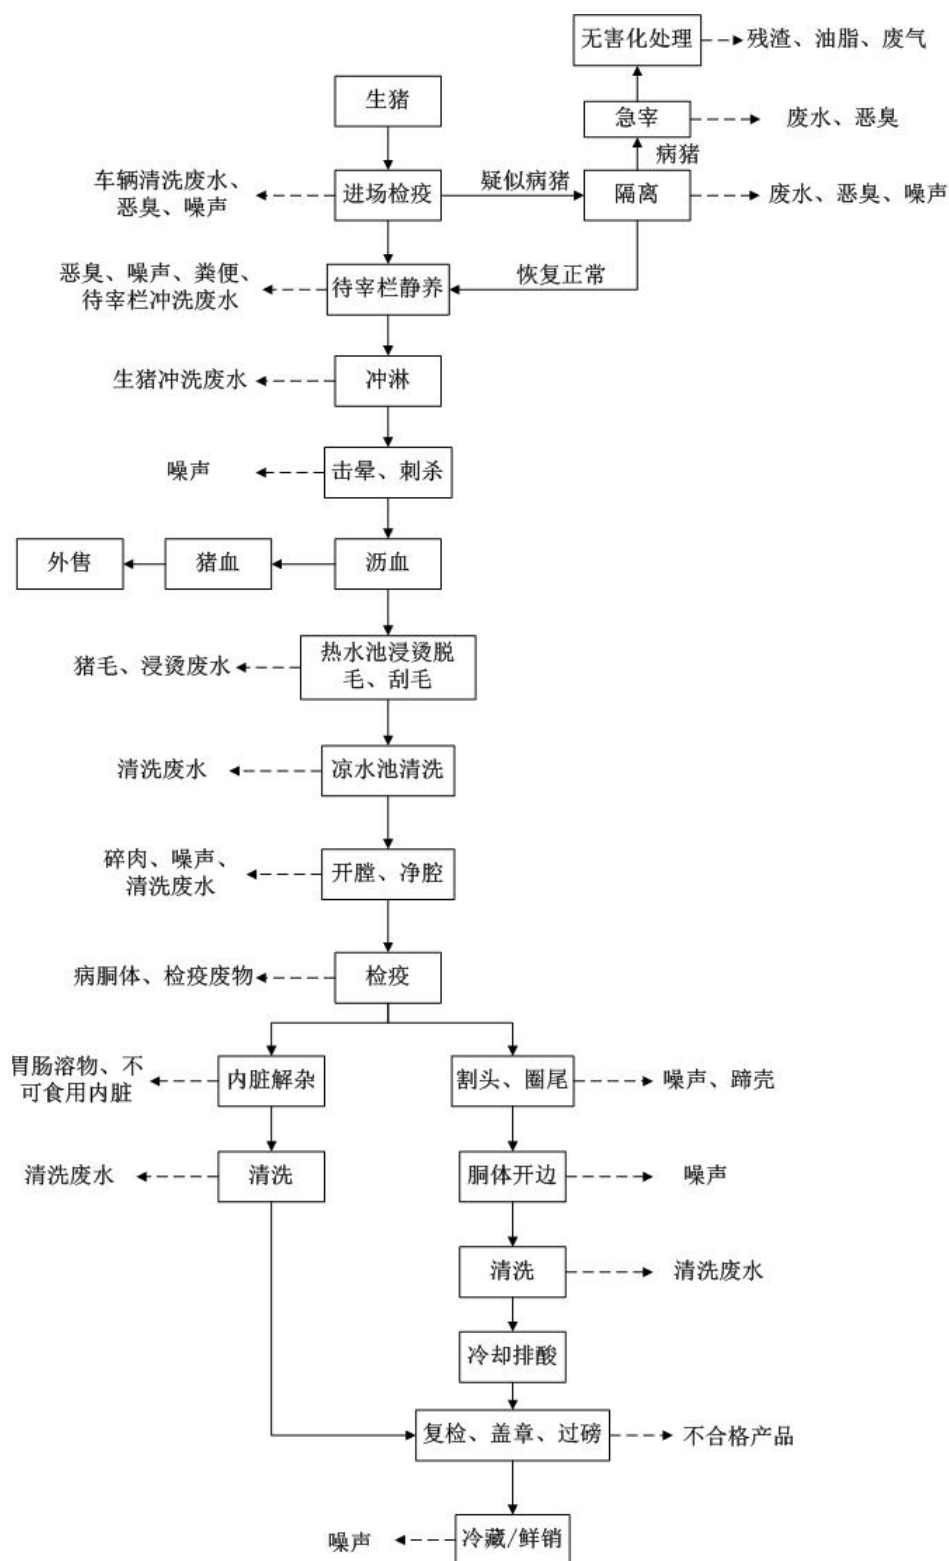 无害化处理
残渣、油脂、废气
生猪
急宰
废水、恶臭
病猪
车辆清洗废水、
恶臭、噪声
进场检疫
疑似病猪
隔离
废水、恶臭、噪声
恶臭、噪声、粪便、
待宰栏冲洗废水
待宰栏静养
恢复正常
生猪冲洗废水
冲淋
噪声
击晕、刺杀
外售
猪血
沥血
猪毛、浸烫废水
热水池浸烫脱
毛、刮毛
清洗废水
凉水池清洗
碎肉、噪声、
清洗废水
开膛、净腔
病胴体、检疫废物
检疫
胃肠溶物、不
可食用内脏
内脏解杂
割头、圈尾
噪声、蹄壳
清洗废水
清洗
胴体开边
噪声
清洗
清洗废水
冷却排酸
复检、盖章、过磅
不合格产品
噪声
冷藏/鲜销